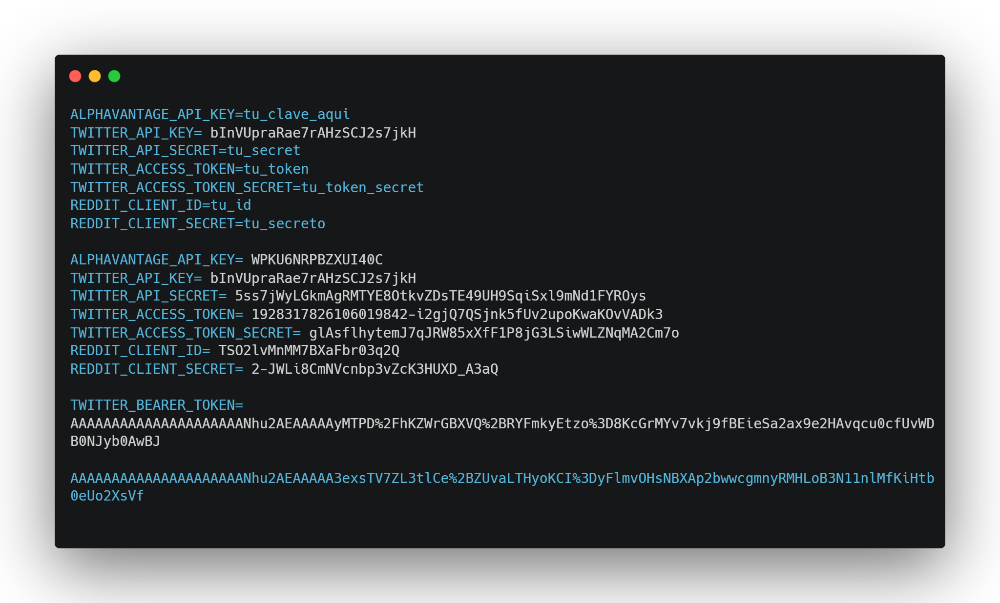 ALPHAVANTAGE_API_KEY=tu_clave_aqui
TWITTER_API_KEY= bInVUpraRae7rAHzSCJ2s7jkH
TWITTER_API_SECRET=tu_secret
TWITTER_ACCESS_TOKEN=tu_token
TWITTER_ACCESS_TOKEN_SECRET=tu_token_secret
REDDIT_CLIENT_ID=tu_id
REDDIT_CLIENT_SECRET=tu_secreto
ALPHAVANTAGE_API_KEY= WPKU6NRPBZXUI40C
TWITTER_API_KEY= bInVUpraRae7rAHzSCJ2s7jkH
TWITTER_API_SECRET= 5ss7jWyLGkmAgRMTYE8OtkvZDsTE49UH9SqiSxl9mNd1FYROys
TWITTER_ACCESS_TOKEN= 1928317826106019842-i2gjQ7QSjnk5fUv2upoKwaKOvVADk3
TWITTER_ACCESS_TOKEN_SECRET= glAsflhytemJ7qJRW85xXfF1P8jG3LSiwWLZNqMA2Cm7o
REDDIT_CLIENT_ID= TSO2lvMnMM7BXaFbr03q2Q
REDDIT_CLIENT_SECRET= 2-JWLi8CmNVcnbp3vZcK3HUXD_A3aQ
TWITTER_BEARER_TOKEN=
AAAAAAAAAAAAAAAAAAAAANhu2AEAAAAAyMTPD%2FhKZWrGBXVQ%2BRYFmkyEtzo%3D8KcGrMYv7vkj9fBEieSa2ax9e2HAvqcu0cfUvWD
B0NJyb0AwBJ
AAAAAAAAAAAAAAAAAAAAANhu2AEAAAAA3exsTV7ZL3tlCe%2BZUvaLTHyoKCI%3DyFlmvOHsNBXAp2bwwcgmnyRMHLoB3N11nlMfKiHtb
0eUo2XsVf